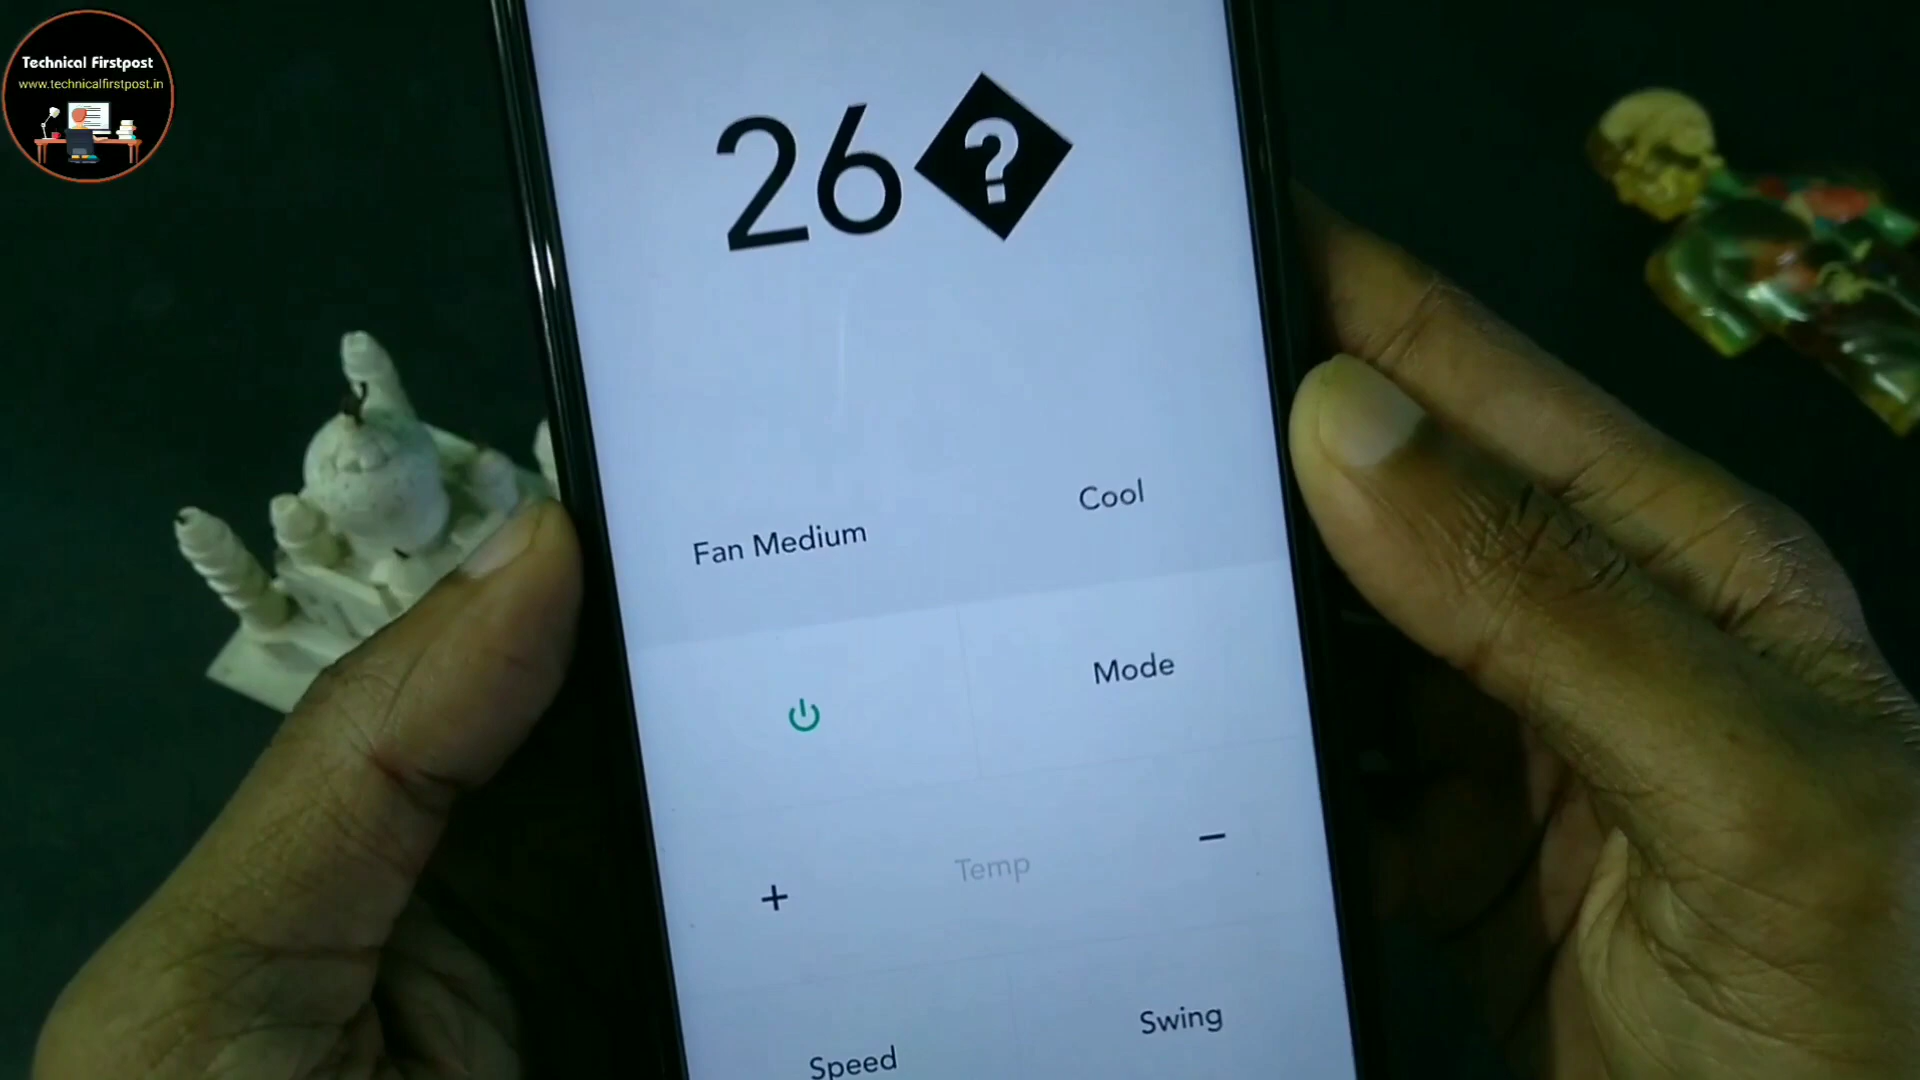 Technical Firstpost
www.technicalfirstpost.in
26�
Fan Medium
Cool
Mode
+
Temp
−
Speed
Swing